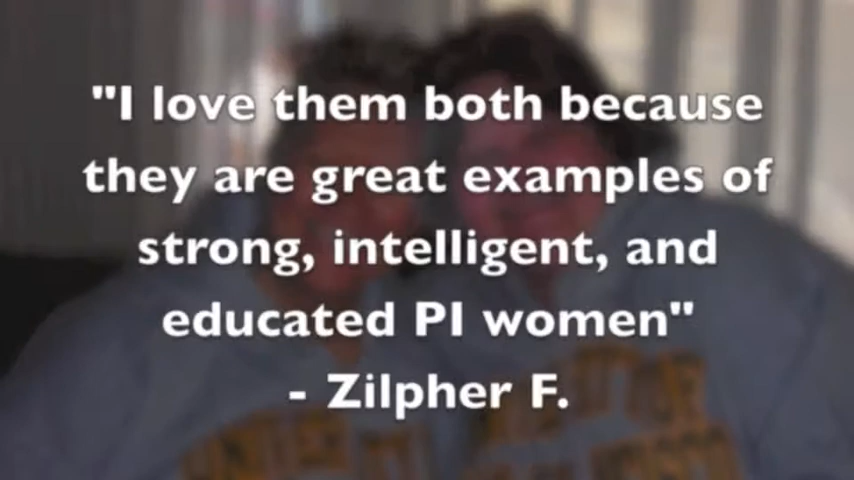 "I love them both because
they are great examples of
strong, intelligent, and
educated PI women"
- Zilpher F.